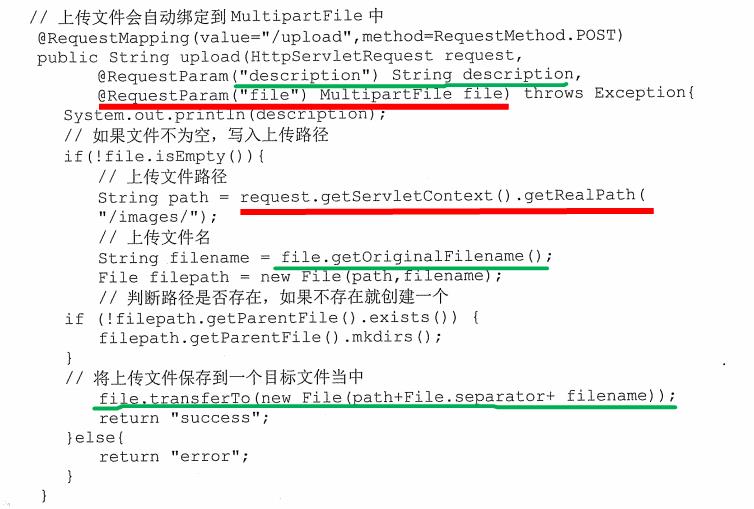 // 上传文件会自动绑定到 MultipartFile 中
@RequestMapping(value="/upload",method=RequestMethod.POST)
public String upload(HttpServletRequest request,
@RequestParam("description") String description,
@RequestParam("file") MultipartFile file) throws Exception{
System.out.println(description);
// 如果文件不为空，写入上传路径
if(!file.isEmpty()){
// 上传文件路径
String path = request.getServletContext().getRealPath(
"/images/");
// 上传文件名
String filename = file.getOriginalFilename();
File filepath = new File(path,filename);
// 判断路径是否存在，如果不存在就创建一个
if (!filepath.getParentFile().exists()) {
filepath.getParentFile().mkdirs();
}
// 将上传文件保存到一个目标文件当中
file.transferTo(new File(path+File.separator+ filename));
return "success";
}else{
return "error";
}
}